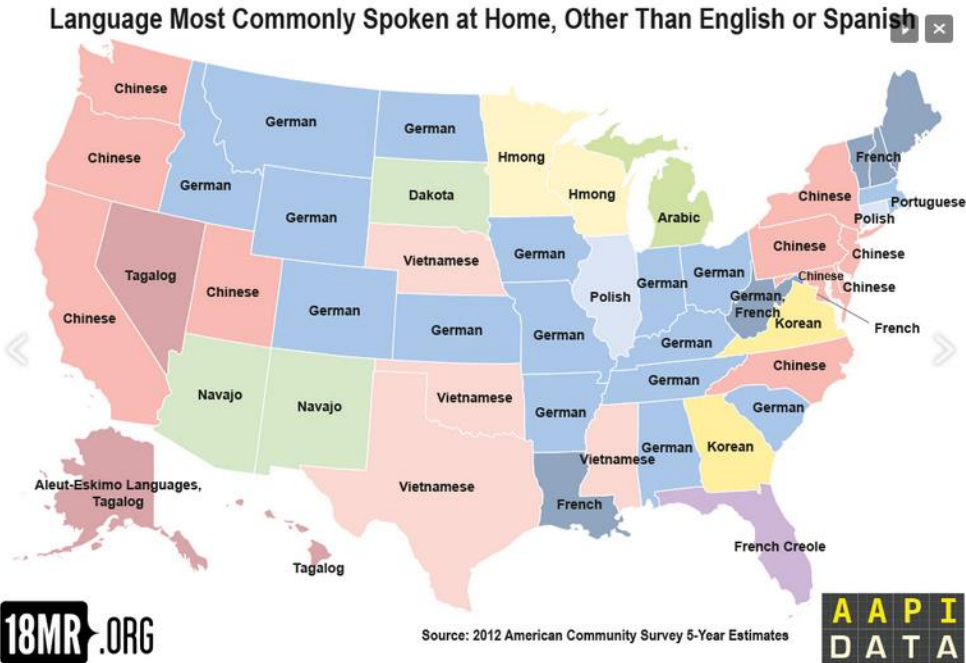 Language Most Commonly Spoken at Home, Other Than English or Spanish
Chinese
German
German
Hmong
French
Chinese
German
Dakota
Hmong
Chinese
Portuguese
German
Arabic
Polish
Tagalog
Chinese
Vietnamese
German
Chinese
Chinese
German
Polish
German
German
Chinese
Chinese
Chinese
German
German
German,
French
Korean
French
German
Navajo
Navajo
Vietnamese
German
German
Chinese
German
German
Korean
German
Vietnamese
Vietnamese
French
Aleut-Eskimo Languages,
Tagalog
French Creole
Tagalog
18MR .ORG
Source: 2012 American Community Survey 5-Year Estimates
AAPI
DATA